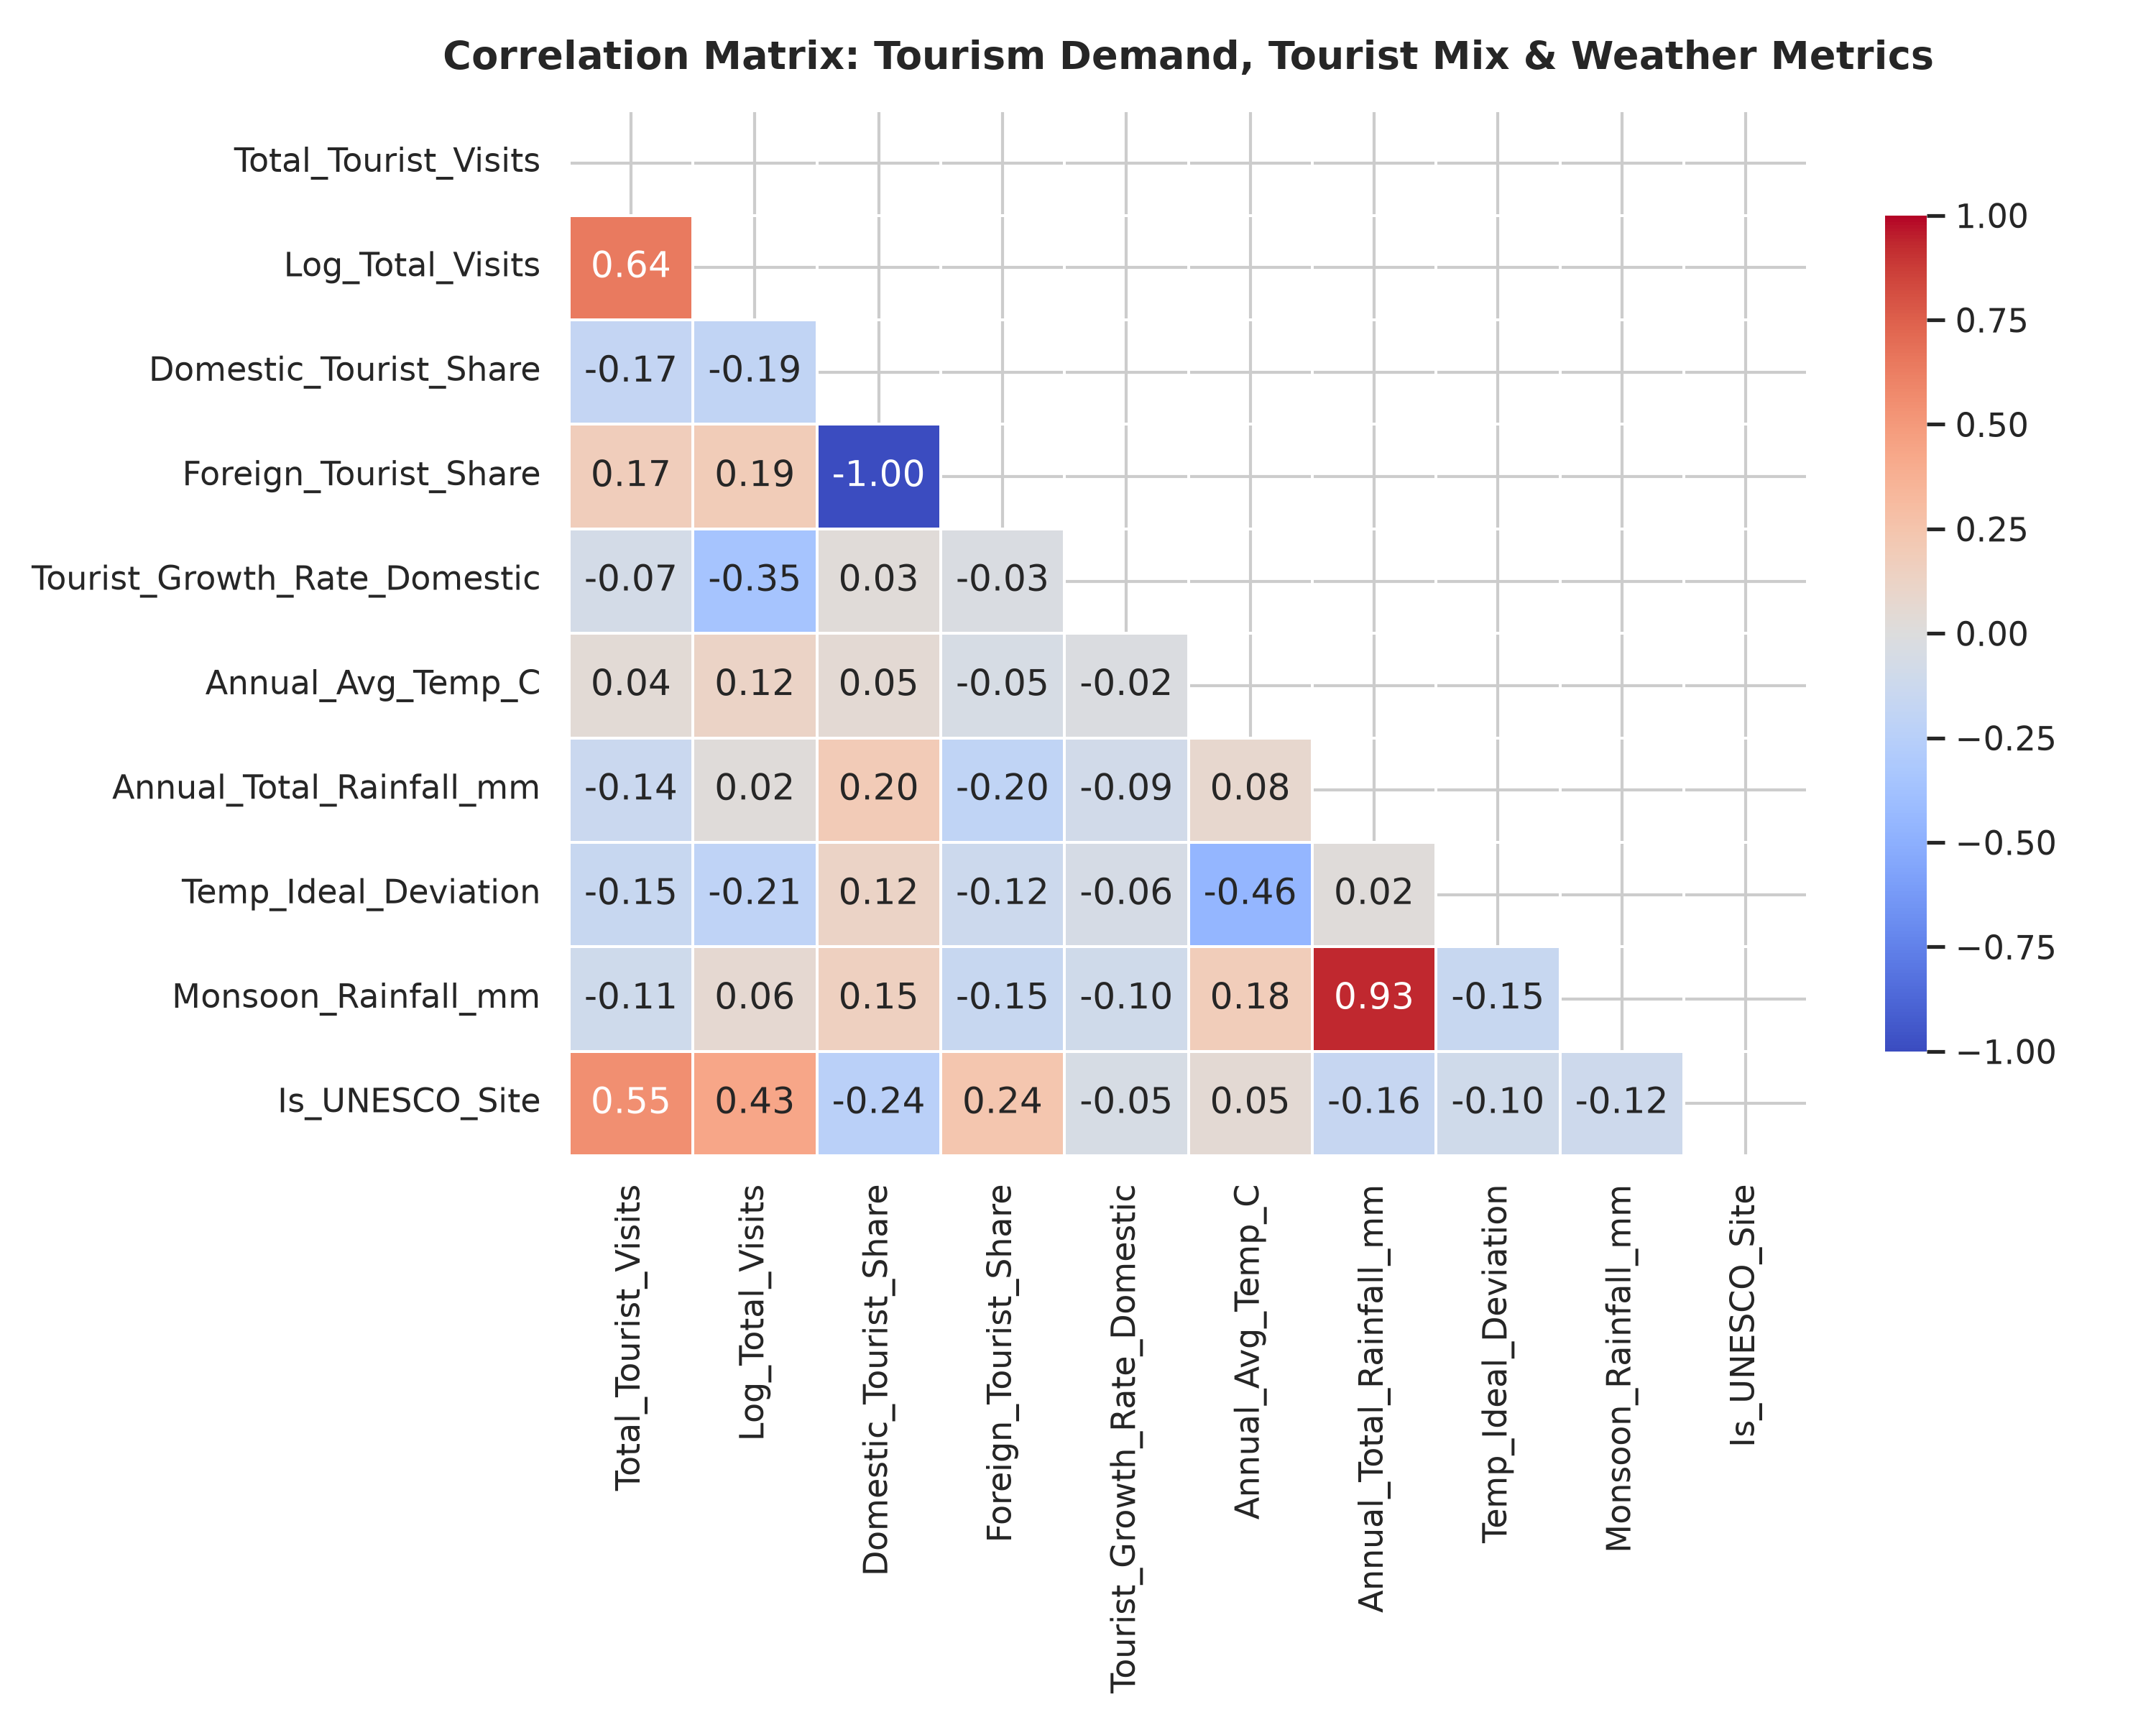 Correlation Matrix: Tourism Demand, Tourist Mix & Weather Metrics
Total_Tourist_Visits
Log_Total_Visits 0.64
Domestic_Tourist_Share -0.17 -0.19
Foreign_Tourist_Share 0.17 0.19 -1.00
Tourist_Growth_Rate_Domestic -0.07 -0.35 0.03 -0.03
Annual_Avg_Temp_C 0.04 0.12 0.05 -0.05 -0.02
Annual_Total_Rainfall_mm -0.14 0.02 0.20 -0.20 -0.09 0.08
Temp_Ideal_Deviation -0.15 -0.21 0.12 -0.12 -0.06 -0.46 0.02
Monsoon_Rainfall_mm -0.11 0.06 0.15 -0.15 -0.10 0.18 0.93 -0.15
Is_UNESCO_Site 0.55 0.43 -0.24 0.24 -0.05 0.05 -0.16 -0.10 -0.12
Total_Tourist_Visits
Log_Total_Visits
Domestic_Tourist_Share
Foreign_Tourist_Share
Tourist_Growth_Rate_Domestic
Annual_Avg_Temp_C
Annual_Total_Rainfall_mm
Temp_Ideal_Deviation
Monsoon_Rainfall_mm
Is_UNESCO_Site
1.00
0.75
0.50
0.25
0.00
−0.25
−0.50
−0.75
−1.00